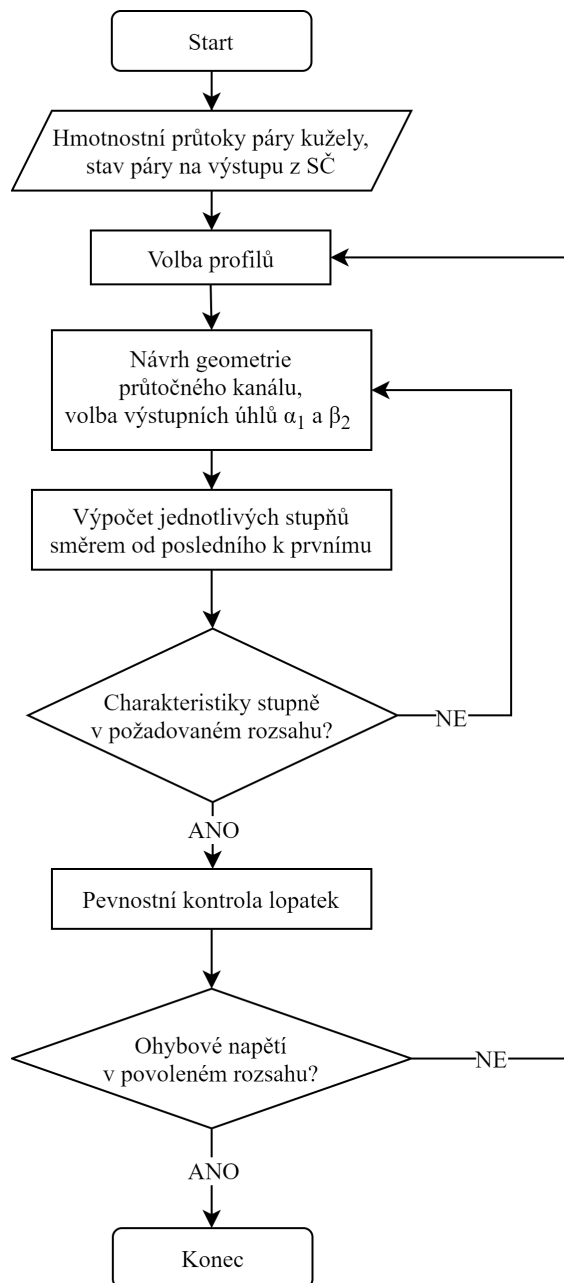 Start
Hmotnostní průtoky páry kužely,
stav páry na výstupu z SČ
Volba profilů
Návrh geometrie
průtočného kanálu,
volba výstupních úhlů α₁ a β₂
Výpočet jednotlivých stupňů
směrem od posledního k prvnímu
Charakteristiky stupně
v požadovaném rozsahu?
NE
ANO
Pevnostní kontrola lopatek
Ohybové napětí
v povoleném rozsahu?
NE
ANO
Konec